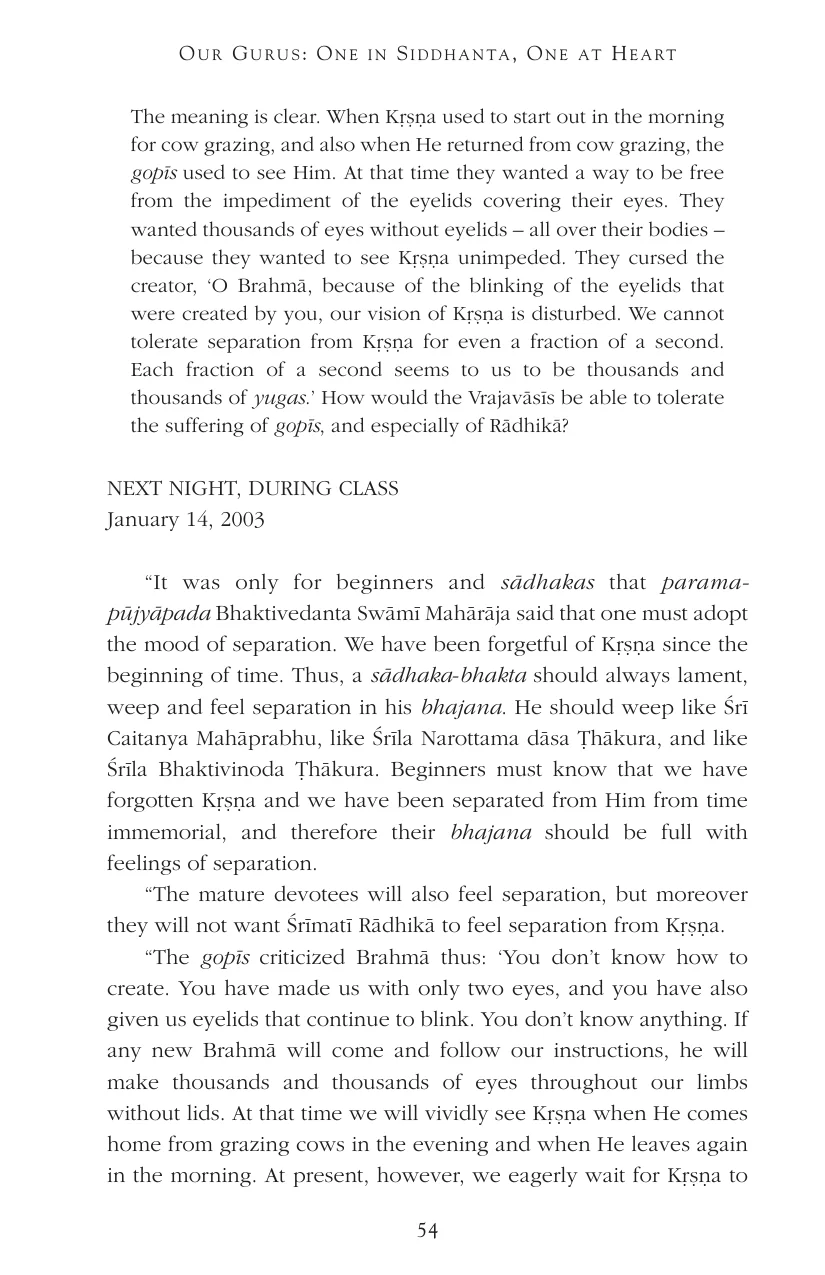 OUR GURUS: ONE IN SIDDHANTA, ONE AT HEART
The meaning is clear. When Kṛṣṇa used to start out in the morning
for cow grazing, and also when He returned from cow grazing, the
gopīs used to see Him. At that time they wanted a way to be free
from the impediment of the eyelids covering their eyes. They
wanted thousands of eyes without eyelids – all over their bodies –
because they wanted to see Kṛṣṇa unimpeded. They cursed the
creator, ‘O Brahmā, because of the blinking of the eyelids that
were created by you, our vision of Kṛṣṇa is disturbed. We cannot
tolerate separation from Kṛṣṇa for even a fraction of a second.
Each fraction of a second seems to us to be thousands and
thousands of yugas.’ How would the Vrajavāsīs be able to tolerate
the suffering of gopīs, and especially of Rādhikā?
NEXT NIGHT, DURING CLASS
January 14, 2003
“It was only for beginners and sādhakas that parama-
pūjyāpada Bhaktivedanta Swāmī Mahārāja said that one must adopt
the mood of separation. We have been forgetful of Kṛṣṇa since the
beginning of time. Thus, a sādhaka-bhakta should always lament,
weep and feel separation in his bhajana. He should weep like Śrī
Caitanya Mahāprabhu, like Śrīla Narottama dāsa Ṭhākura, and like
Śrīla Bhaktivinoda Ṭhākura. Beginners must know that we have
forgotten Kṛṣṇa and we have been separated from Him from time
immemorial, and therefore their bhajana should be full with
feelings of separation.
“The mature devotees will also feel separation, but moreover
they will not want Śrīmatī Rādhikā to feel separation from Kṛṣṇa.
“The gopīs criticized Brahmā thus: ‘You don’t know how to
create. You have made us with only two eyes, and you have also
given us eyelids that continue to blink. You don’t know anything. If
any new Brahmā will come and follow our instructions, he will
make thousands and thousands of eyes throughout our limbs
without lids. At that time we will vividly see Kṛṣṇa when He comes
home from grazing cows in the evening and when He leaves again
in the morning. At present, however, we eagerly wait for Kṛṣṇa to
54